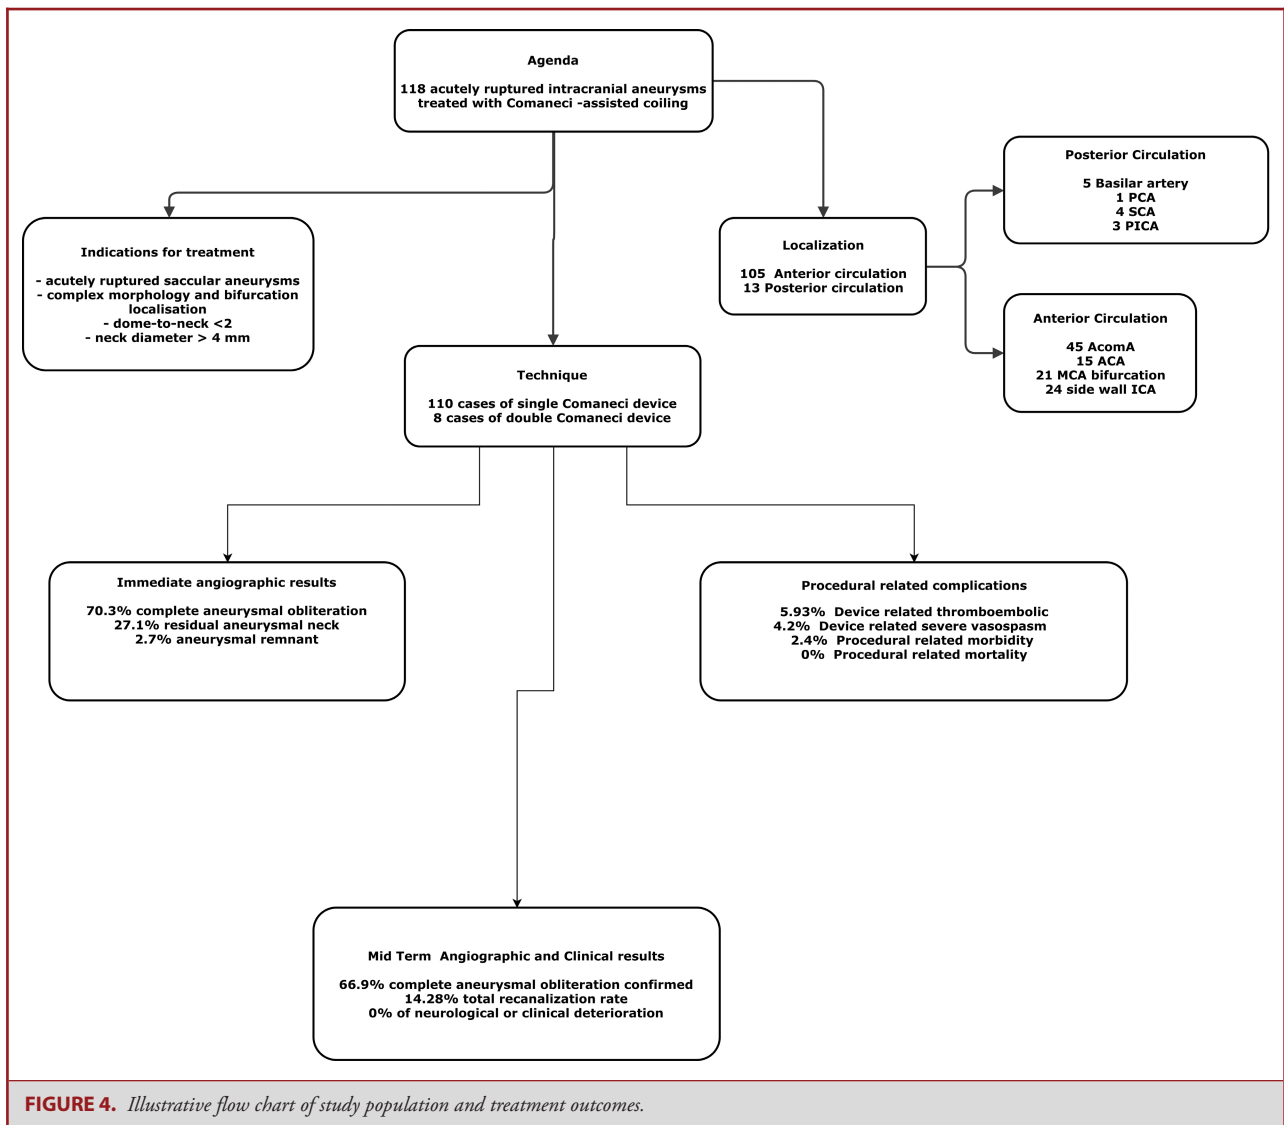 Agenda
118 acutely ruptured intracranial aneurysms
treated with Comaneci -assisted coiling
Posterior Circulation
5 Basilar artery
1 PCA
4 SCA
3 PICA
Indications for treatment
- acutely ruptured saccular aneurysms
- complex morphology and bifurcation
localisation
- dome-to-neck <2
- neck diameter > 4 mm
Localization
105 Anterior circulation
13 Posterior circulation
Anterior Circulation
45 AcomA
15 ACA
21 MCA bifurcation
24 side wall ICA
Technique
110 cases of single Comaneci device
8 cases of double Comaneci device
Immediate angiographic results
70.3% complete aneurysmal obliteration
27.1% residual aneurysmal neck
2.7% aneurysmal remnant
Procedural related complications
5.93% Device related thromboembolic
4.2% Device related severe vasospasm
2.4% Procedural related morbidity
0% Procedural related mortality
Mid Term Angiographic and Clinical results
66.9% complete aneurysmal obliteration confirmed
14.28% total recanalization rate
0% of neurological or clinical deterioration
FIGURE 4. Illustrative flow chart of study population and treatment outcomes.